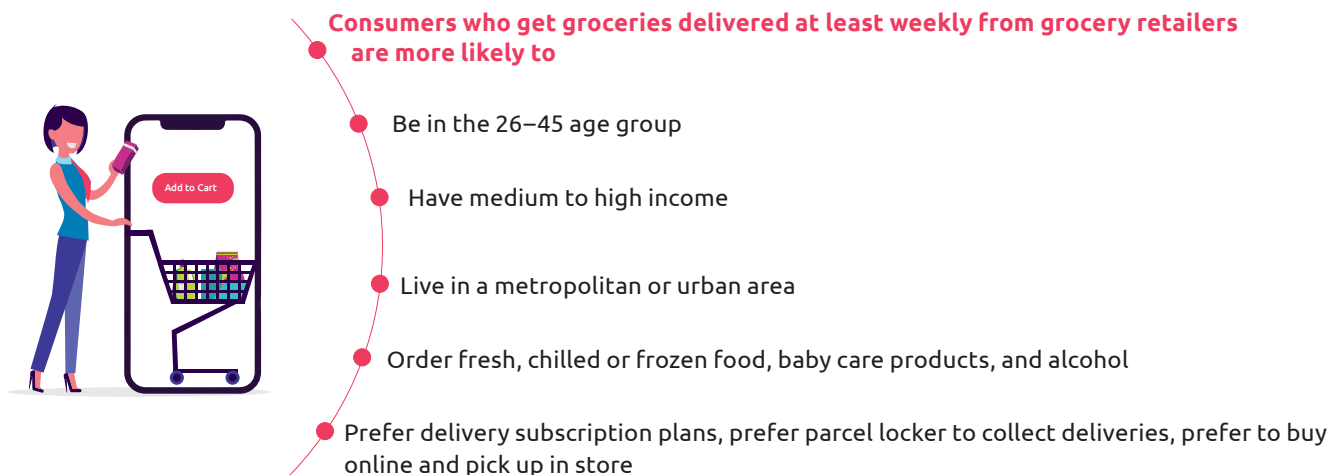 Consumers who get groceries delivered at least weekly from grocery retailers
are more likely to
Be in the 26–45 age group
Add to Cart
Have medium to high income
Live in a metropolitan or urban area
Order fresh, chilled or frozen food, baby care products, and alcohol
Prefer delivery subscription plans, prefer parcel locker to collect deliveries, prefer to buy
online and pick up in store